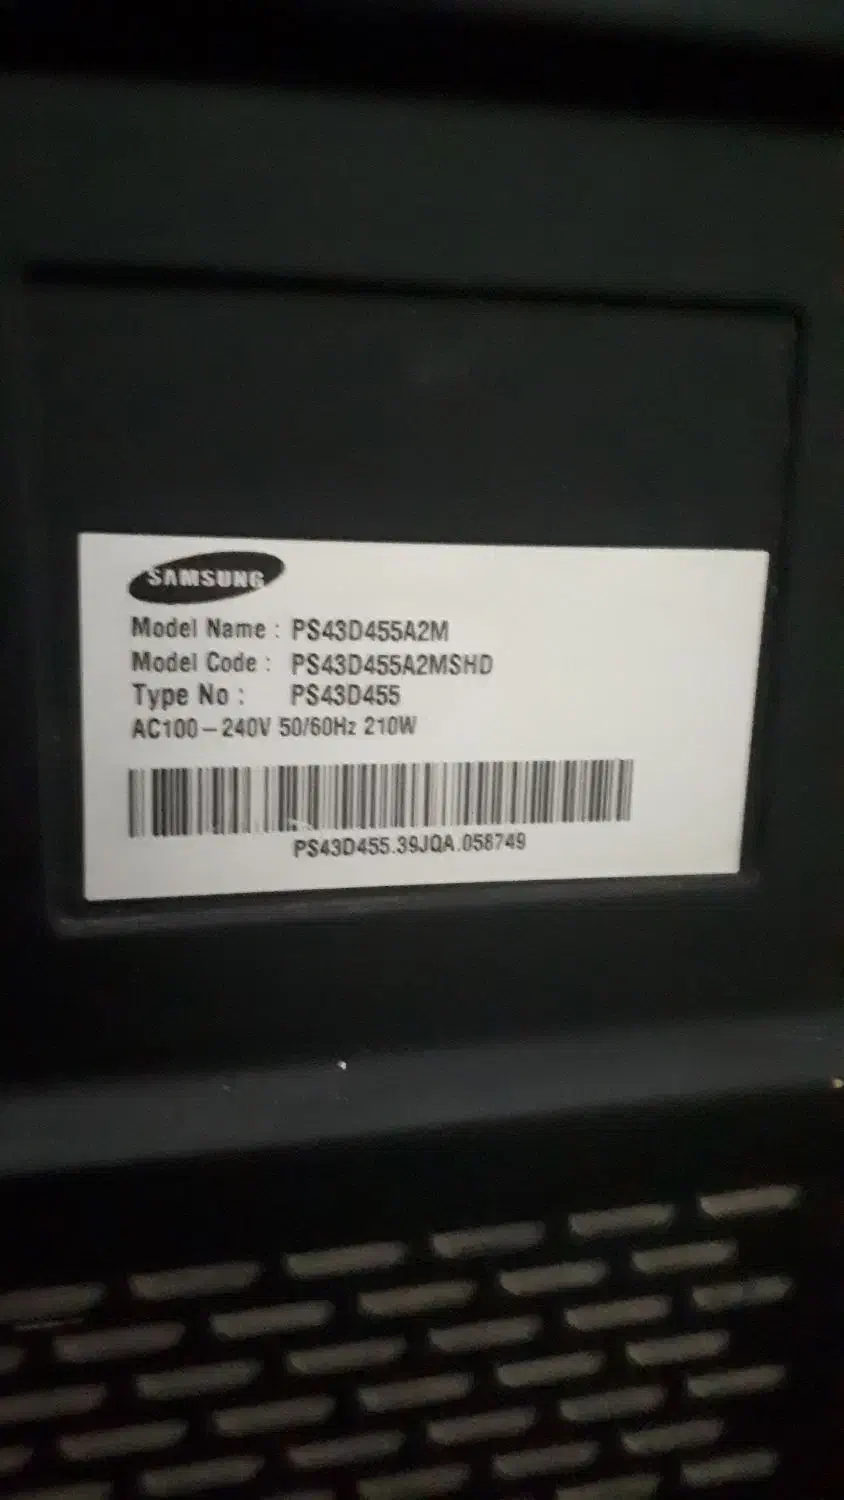 SAMSUNG
Model Name : PS43D455A2M
Model Code : PS43D455A2MSHD
Type No : PS43D455
AC100-240V 50/60Hz 210W
PS43D455.39JQA.058749